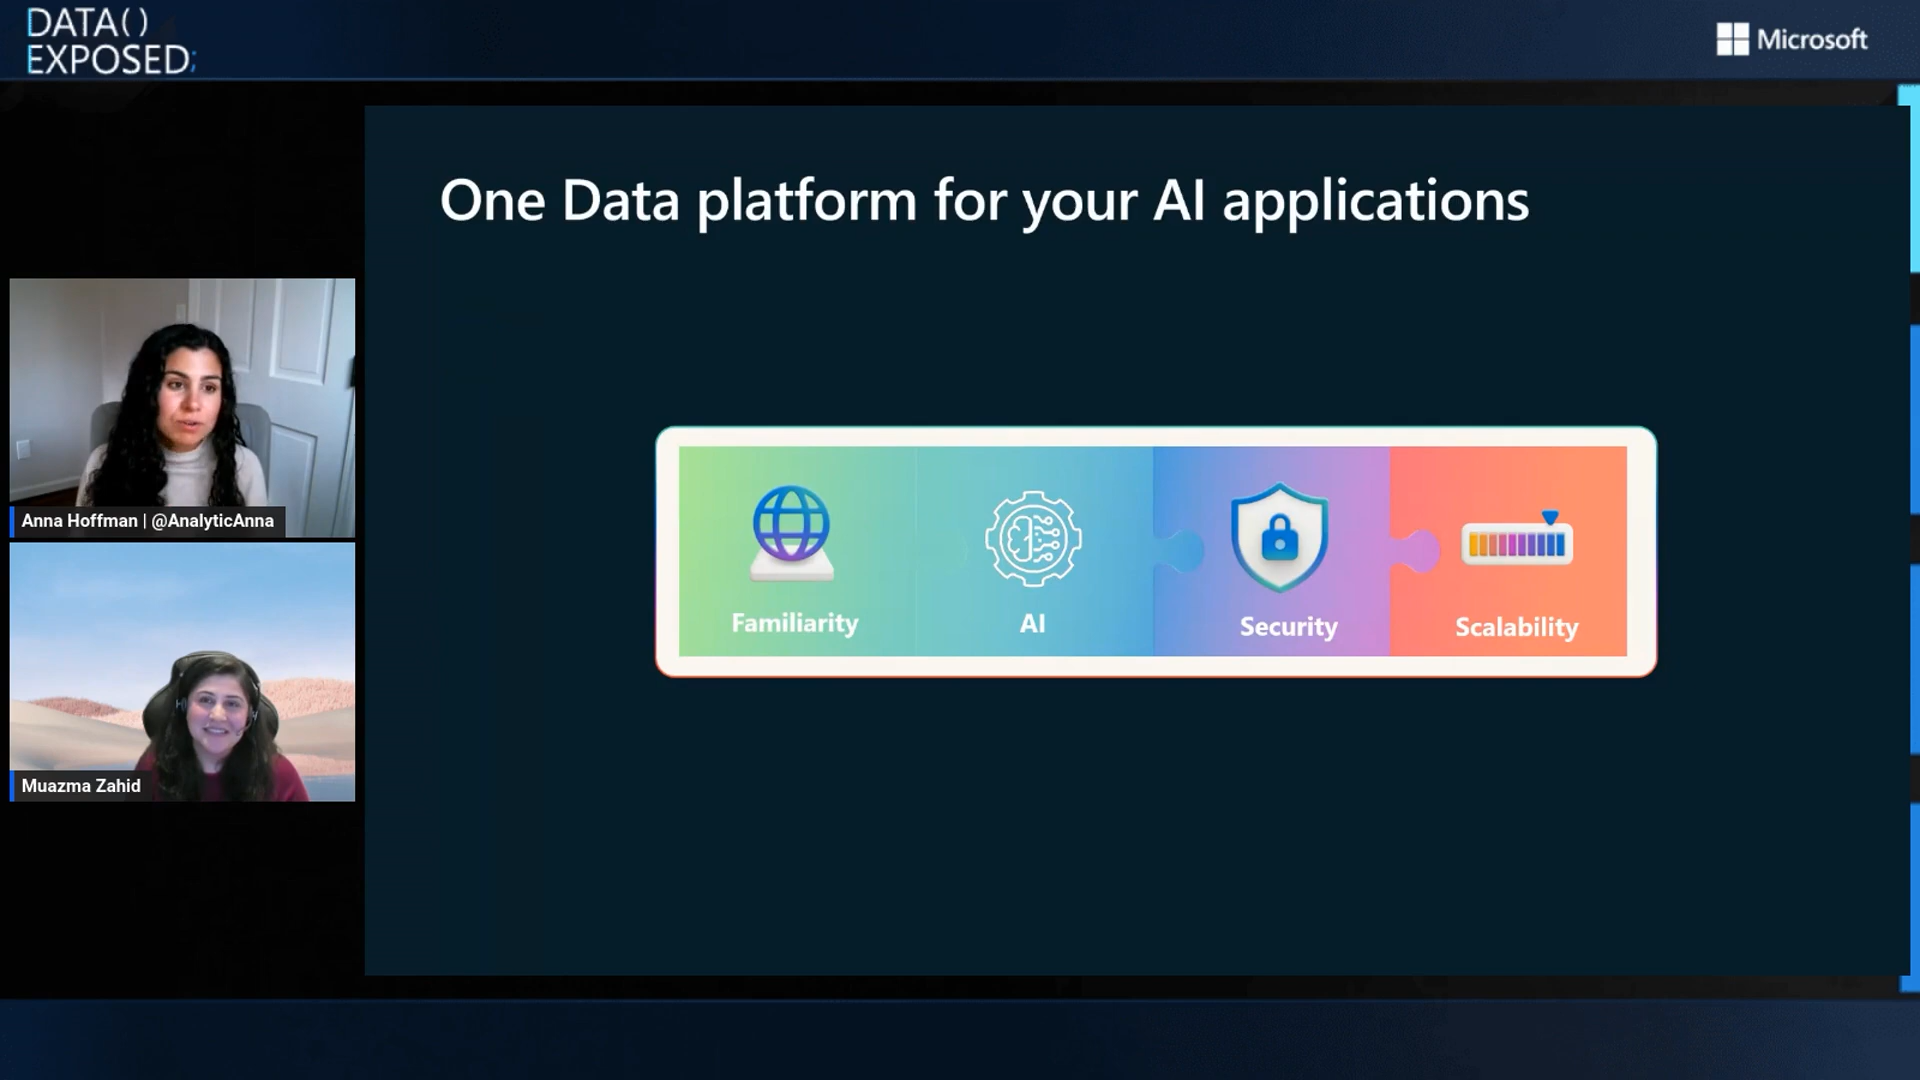 DATA()
EXPOSED;
Microsoft
One Data platform for your AI applications
Familiarity
AI
Security
Scalability
Anna Hoffman | @AnalyticAnna
Muazma Zahid